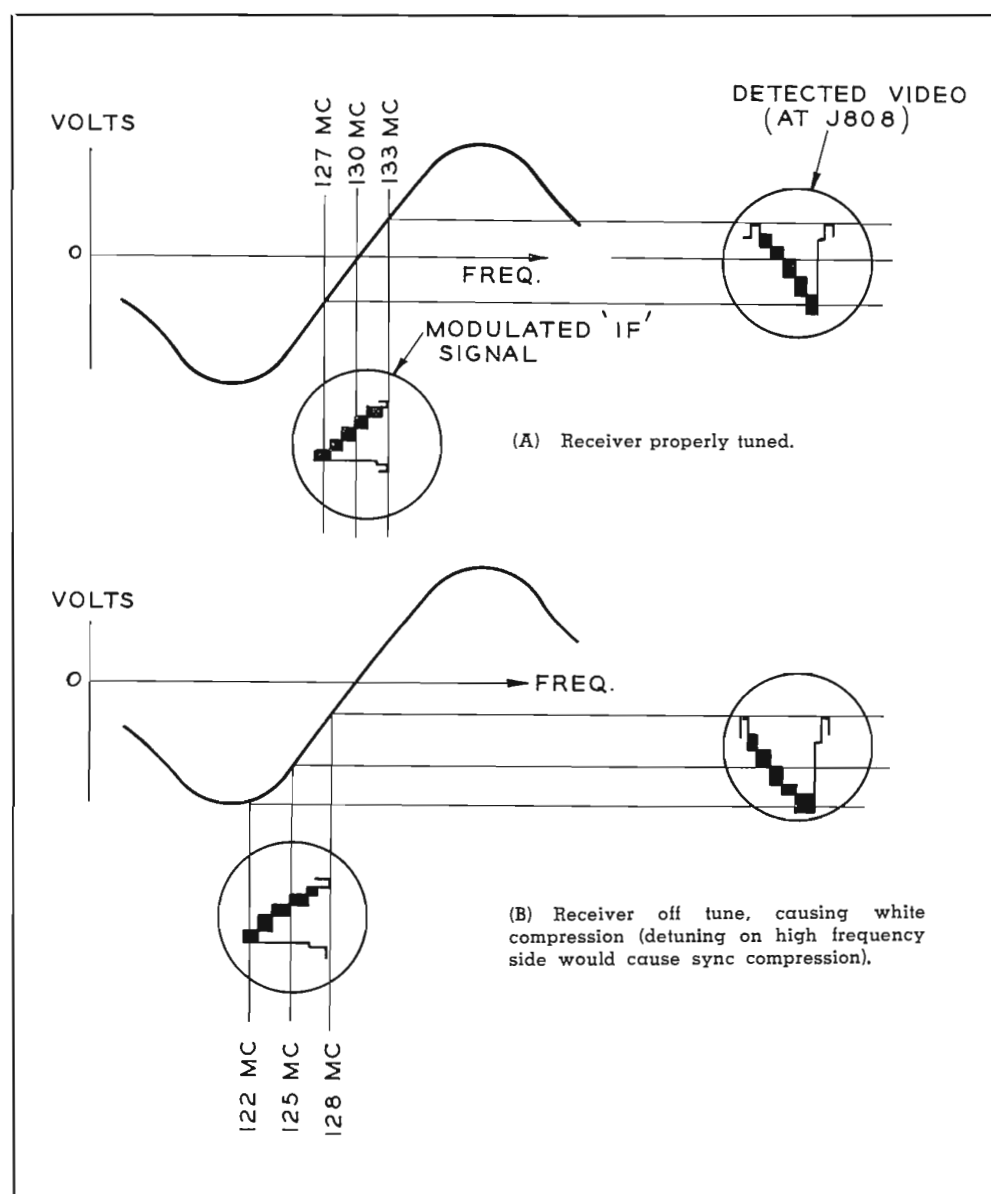 DETECTED VIDEO
(AT J808)
VOLTS
127 MC
130 MC
133 MC
0
FREQ.
MODULATED 'IF'
SIGNAL
(A) Receiver properly tuned.
VOLTS
0
FREQ.
(B) Receiver off tune, causing white
compression (detuning on high frequency
side would cause sync compression).
122 MC
125 MC
128 MC